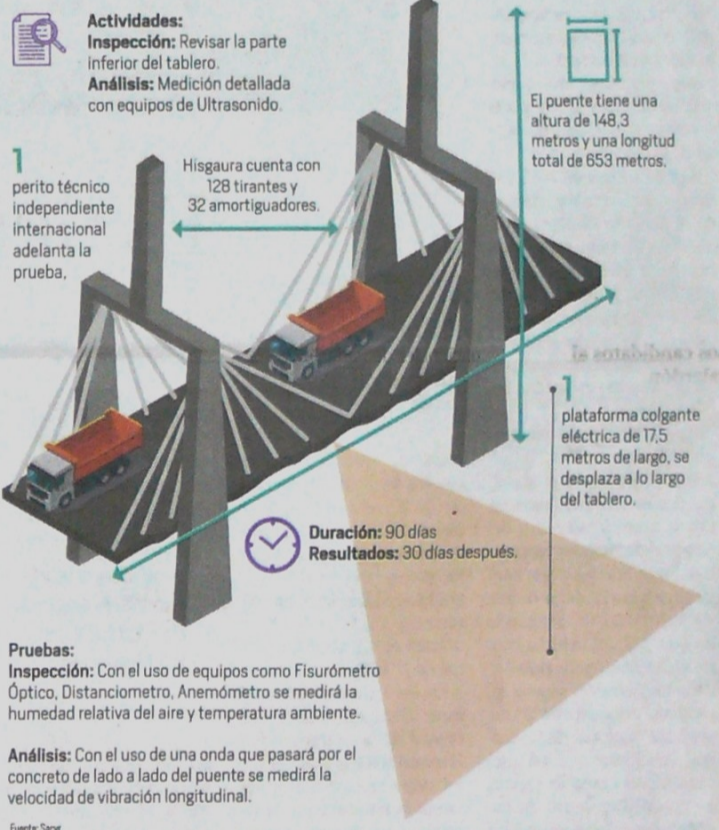 Actividades:
Inspección: Revisar la parte
inferior del tablero.
Análisis: Medición detallada
con equipos de Ultrasonido.
El puente tiene una
altura de 148,3
metros y una longitud
total de 653 metros.
1
perito técnico
independiente
internacional
adelanta la
prueba.
Hisgaura cuenta con
128 tirantes y
32 amortiguadores.
1
plataforma colgante
eléctrica de 17,5
metros de largo, se
desplaza a lo largo
del tablero.
Duración: 90 días
Resultados: 30 días después.
Pruebas:
Inspección: Con el uso de equipos como Fisurómetro
Óptico, Distanciometro, Anemómetro se medirá la
humedad relativa del aire y temperatura ambiente.
Análisis: Con el uso de una onda que pasará por el
concreto de lado a lado del puente se medirá la
velocidad de vibración longitudinal.
Fuente: Sacyr